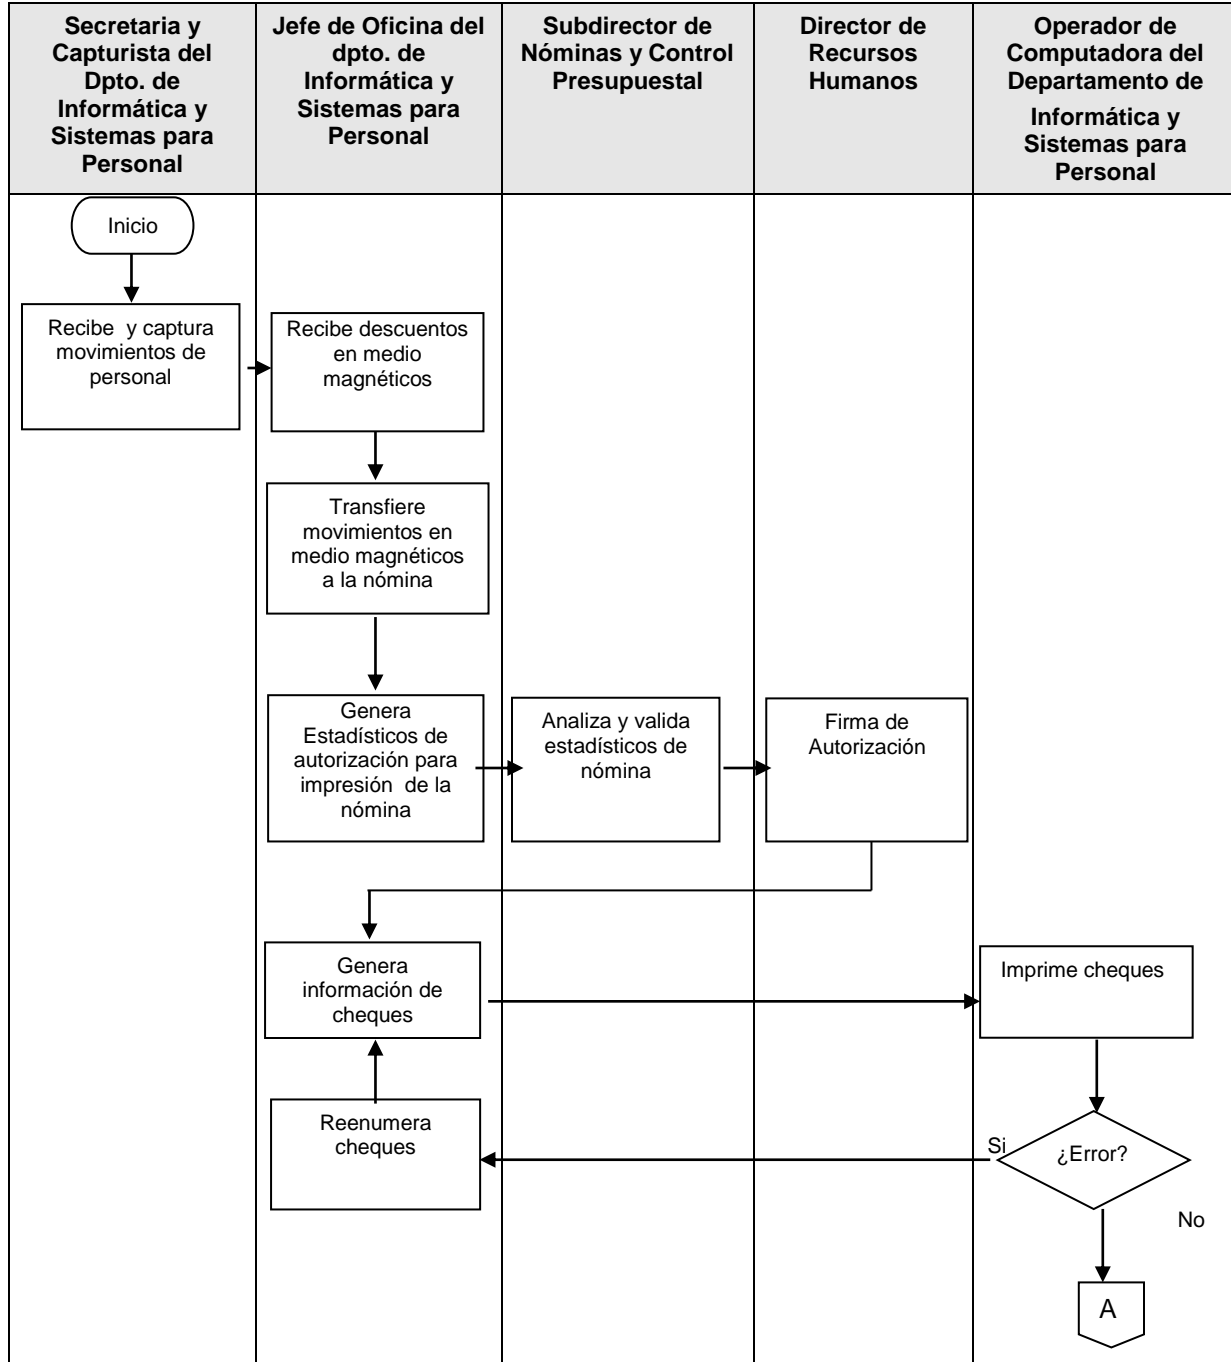 Secretaria y
Capturista del
Dpto. de
Informática y
Sistemas para
Personal
Jefe de Oficina del
dpto. de
Informática y
Sistemas para
Personal
Subdirector de
Nóminas y Control
Presupuestal
Director de
Recursos
Humanos
Operador de
Computadora del
Departamento de
Informática y
Sistemas para
Personal
Inicio
Recibe y captura
movimientos de
personal
Recibe descuentos
en medio
magnéticos
Transfiere
movimientos en
medio magnéticos
a la nómina
Genera
Estadísticos de
autorización para
impresión de la
nómina
Analiza y valida
estadísticos de
nómina
Firma de
Autorización
Genera
información de
cheques
Imprime cheques
Reenumera
cheques
Si
¿Error?
No
A